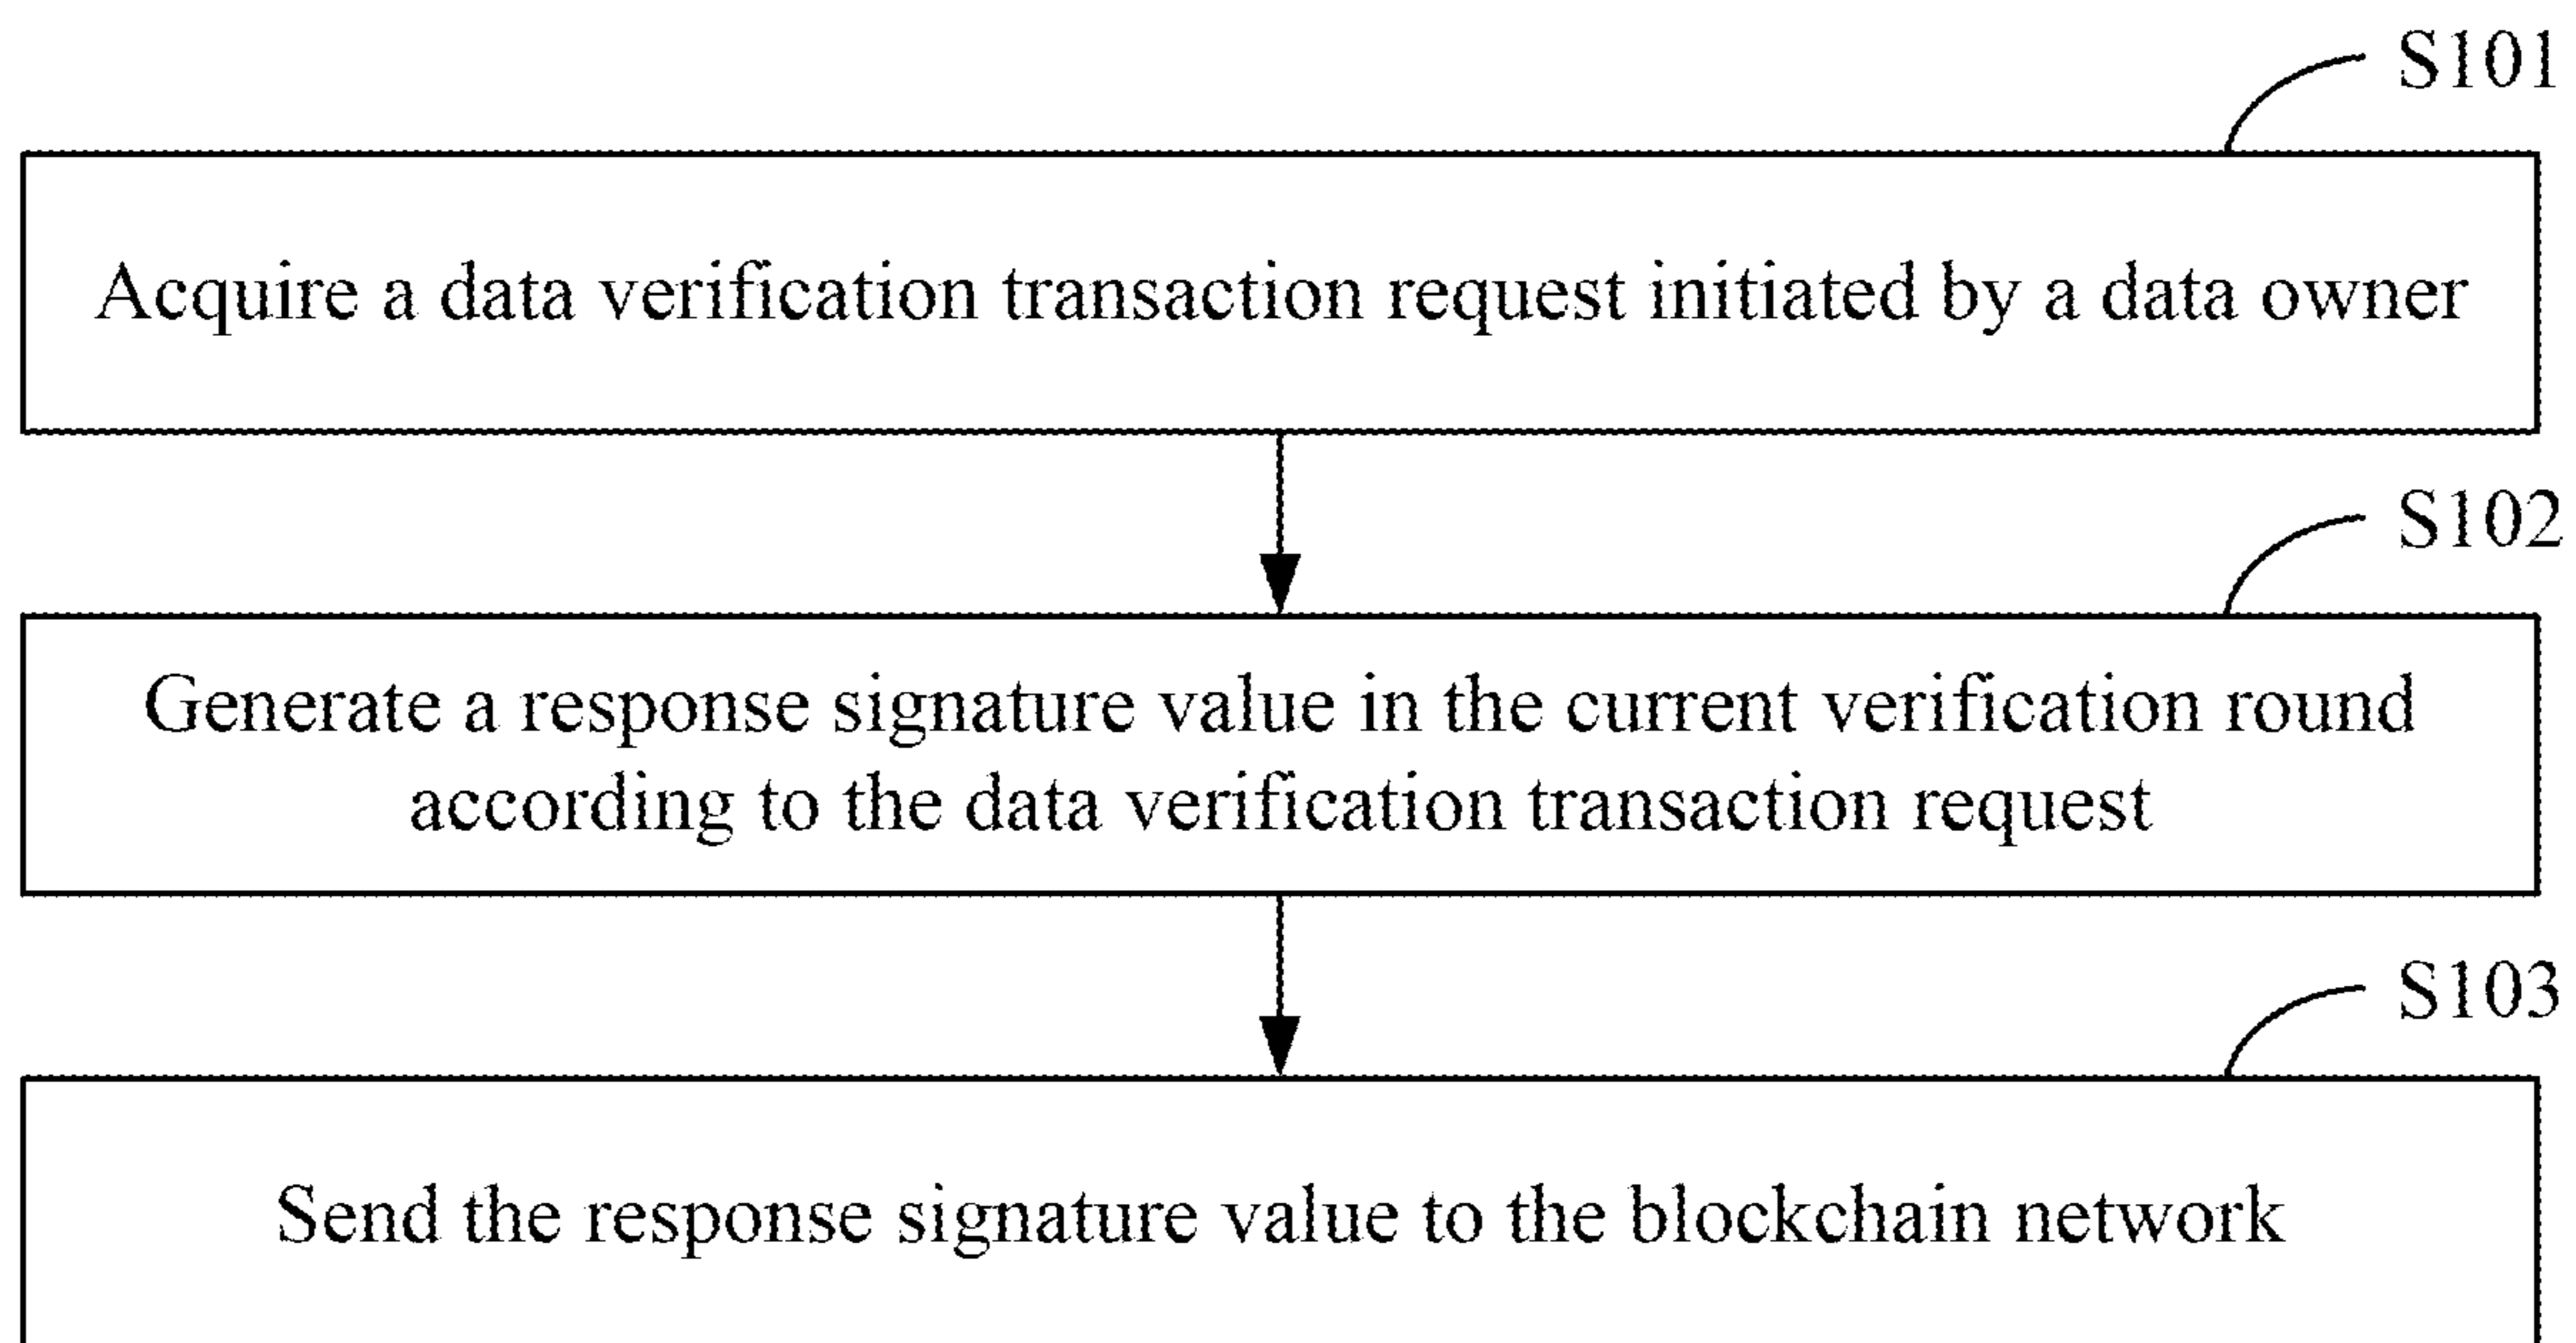 S101
Acquire a data verification transaction request initiated by a data owner
S102
Generate a response signature value in the current verification round
according to the data verification transaction request
S103
Send the response signature value to the blockchain network